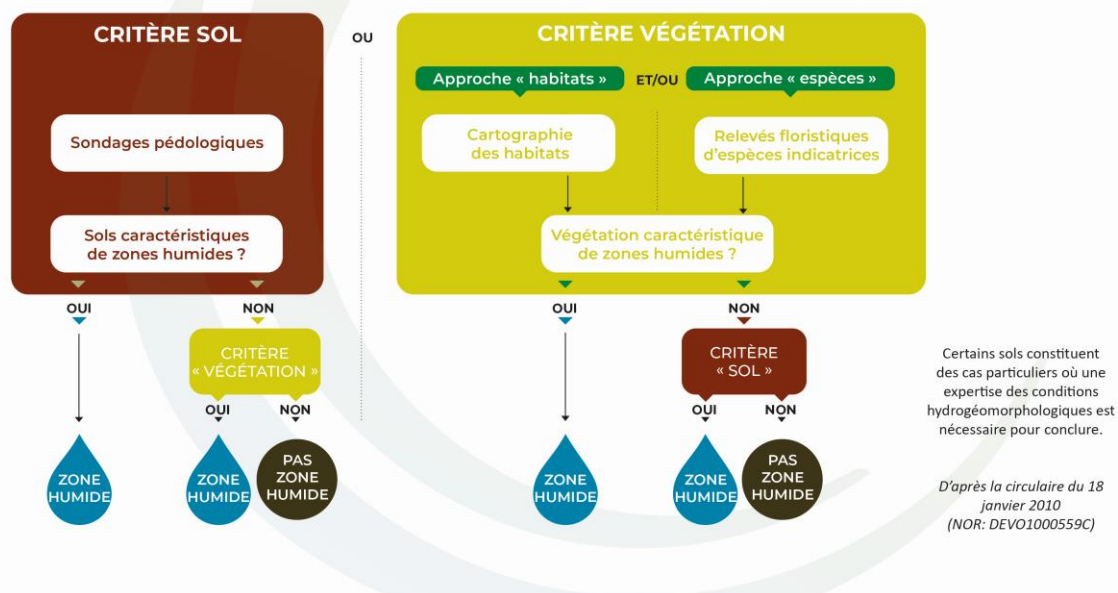 CRITÈRE SOL
Sondages pédologiques
Sols caractéristiques
de zones humides ?
OUI
NON
CRITÈRE
« VÉGÉTATION »
OUI
NON
ZONE
HUMIDE
ZONE
HUMIDE
PAS
ZONE
HUMIDE
OU
CRITÈRE VÉGÉTATION
Approche « habitats »
ET/OU
Approche « espèces »
Cartographie
des habitats
Relevés floristiques
d'espèces indicatrices
Végétation caractéristique
de zones humides ?
OUI
NON
CRITÈRE
« SOL »
OUI
NON
ZONE
HUMIDE
ZONE
HUMIDE
PAS
ZONE
HUMIDE
Certains sols constituent
des cas particuliers où une
expertise des conditions
hydrogéomorphologiques est
nécessaire pour conclure.
D'après la circulaire du 18
janvier 2010
(NOR: DEVO1000559C)